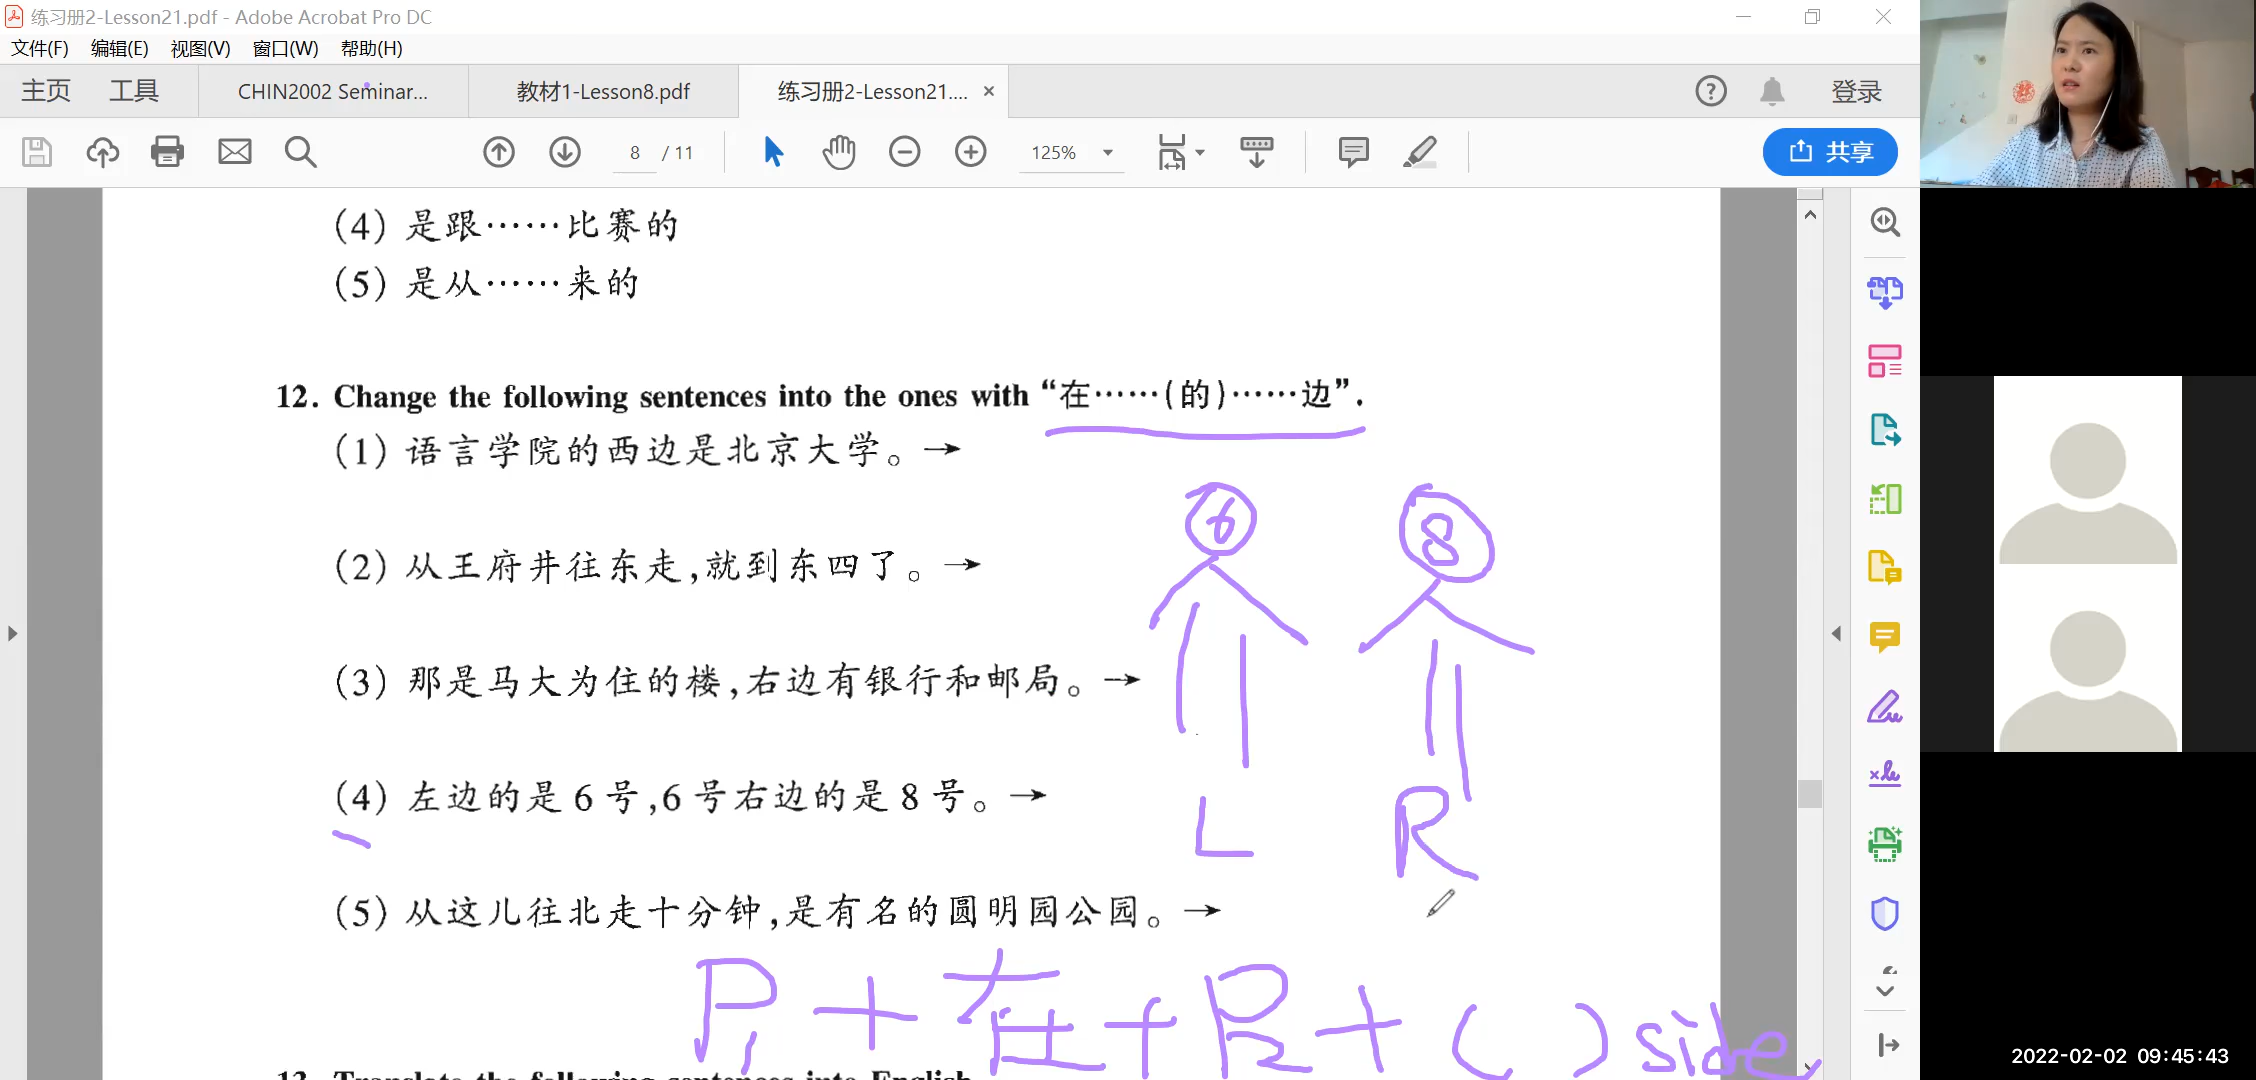 练习册2-Lesson21.pdf - Adobe Acrobat Pro DC
文件(F) 编辑(E) 视图(V) 窗口(W) 帮助(H)
主页 工具 CHIN2002 Seminar... 教材1-Lesson8.pdf 练习册2-Lesson21.... × 登录
8 / 11 125% 共享
(4) 是跟……比赛的
(5) 是从……来的
12. Change the following sentences into the ones with “在……(的)……边”.
(1) 语言学院的西边是北京大学。→
(2) 从王府井往东走,就到东四了。→
(3) 那是马大为住的楼,右边有银行和邮局。→
(4) 左边的是 6 号,6 号右边的是 8 号。→
(5) 从这儿往北走十分钟,是有名的圆明园公园。→
6 8
L R
P1 + 在 + P2 + ( ) side
13. Translate the following sentences into English
2022-02-02 09:45:43